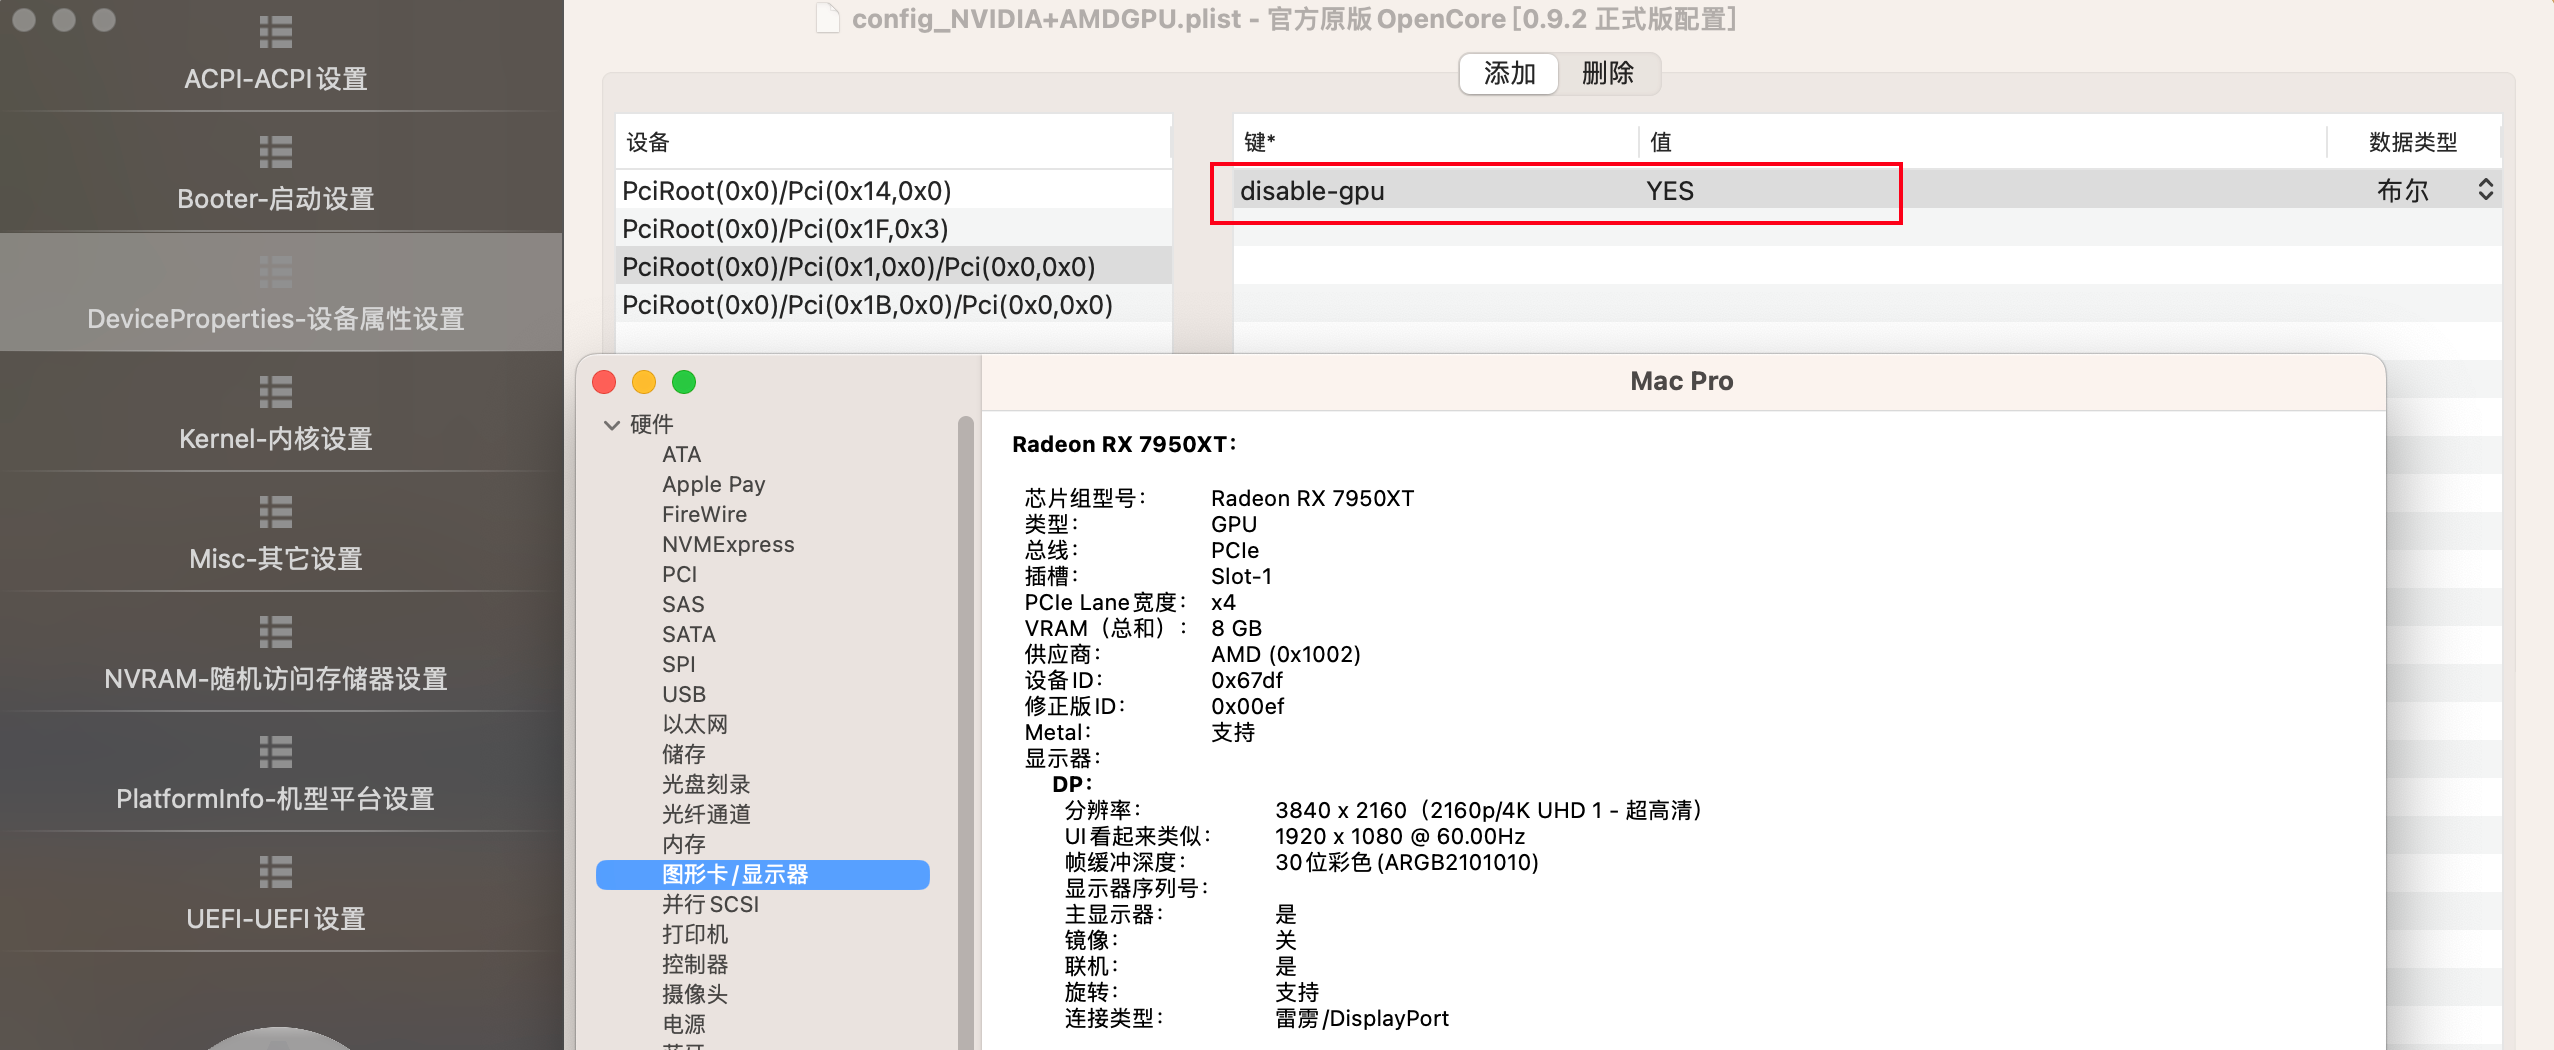 config_NVIDIA+AMDGPU.plist - 官方原版 OpenCore [0.9.2 正式版配置]
ACPI-ACPI设置
Booter-启动设置
DeviceProperties-设备属性设置
Kernel-内核设置
Misc-其它设置
NVRAM-随机访问存储器设置
PlatformInfo-机型平台设置
UEFI-UEFI设置
添加 删除
设备
PciRoot(0x0)/Pci(0x14,0x0)
PciRoot(0x0)/Pci(0x1F,0x3)
PciRoot(0x0)/Pci(0x1,0x0)/Pci(0x0,0x0)
PciRoot(0x0)/Pci(0x1B,0x0)/Pci(0x0,0x0)
键* 值 数据类型
disable-gpu YES 布尔
Mac Pro
硬件
ATA
Apple Pay
FireWire
NVMExpress
PCI
SAS
SATA
SPI
USB
以太网
储存
光盘刻录
光纤通道
内存
图形卡/显示器
并行 SCSI
打印机
控制器
摄像头
电源
Radeon RX 7950XT：
芯片组型号： Radeon RX 7950XT
类型： GPU
总线： PCIe
插槽： Slot-1
PCIe Lane宽度： x4
VRAM（总和）： 8 GB
供应商： AMD (0x1002)
设备ID： 0x67df
修正版ID： 0x00ef
Metal： 支持
显示器：
DP：
分辨率： 3840 x 2160（2160p/4K UHD 1 - 超高清）
UI看起来类似： 1920 x 1080 @ 60.00Hz
帧缓冲深度： 30位彩色 (ARGB2101010)
显示器序列号：
主显示器： 是
镜像： 关
联机： 是
旋转： 支持
连接类型： 雷雳/DisplayPort